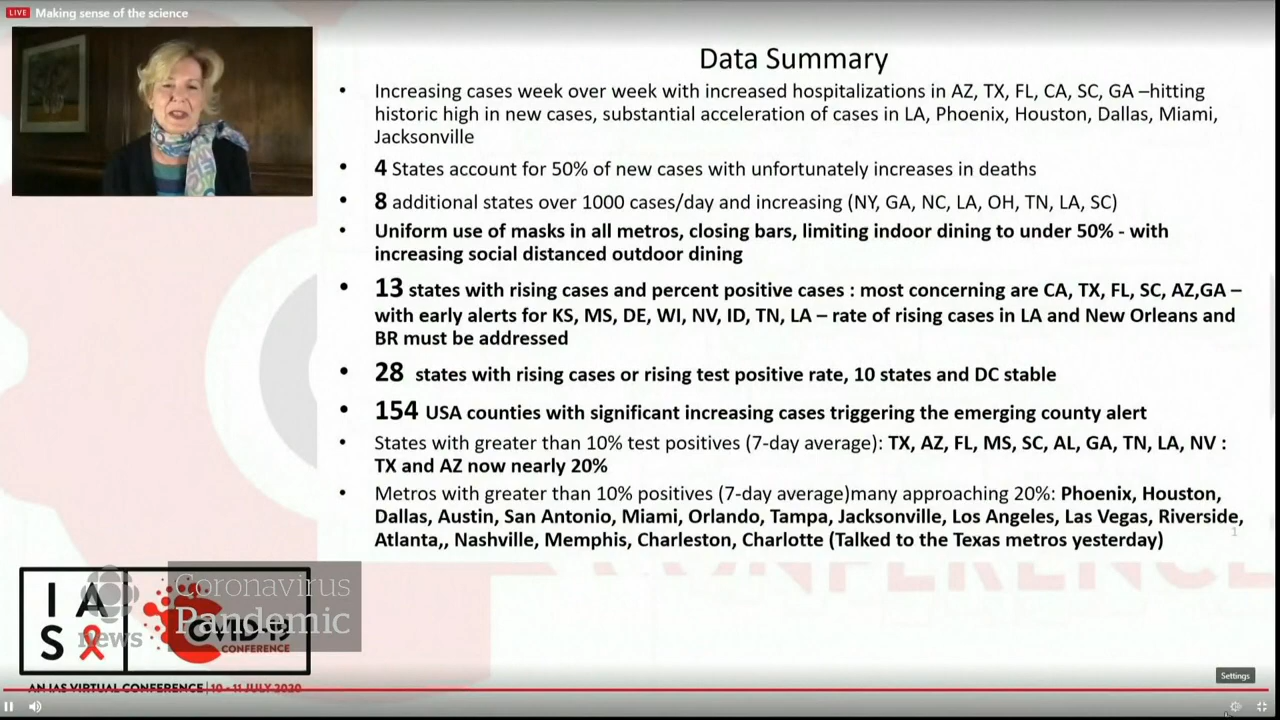 LIVE Making sense of the science
Data Summary
• Increasing cases week over week with increased hospitalizations in AZ, TX, FL, CA, SC, GA –hitting
historic high in new cases, substantial acceleration of cases in LA, Phoenix, Houston, Dallas, Miami,
Jacksonville
• 4 States account for 50% of new cases with unfortunately increases in deaths
• 8 additional states over 1000 cases/day and increasing (NY, GA, NC, LA, OH, TN, LA, SC)
• Uniform use of masks in all metros, closing bars, limiting indoor dining to under 50% - with
increasing social distanced outdoor dining
• 13 states with rising cases and percent positive cases : most concerning are CA, TX, FL, SC, AZ,GA –
with early alerts for KS, MS, DE, WI, NV, ID, TN, LA – rate of rising cases in LA and New Orleans and
BR must be addressed
• 28 states with rising cases or rising test positive rate, 10 states and DC stable
• 154 USA counties with significant increasing cases triggering the emerging county alert
• States with greater than 10% test positives (7-day average): TX, AZ, FL, MS, SC, AL, GA, TN, LA, NV :
TX and AZ now nearly 20%
• Metros with greater than 10% positives (7-day average)many approaching 20%: Phoenix, Houston,
Dallas, Austin, San Antonio, Miami, Orlando, Tampa, Jacksonville, Los Angeles, Las Vegas, Riverside,
Atlanta,, Nashville, Memphis, Charleston, Charlotte (Talked to the Texas metros yesterday)
1
CONFERENCE
IAS
COVID-19
CONFERENCE
news
Coronavirus
Pandemic
AN IAS VIRTUAL CONFERENCE | 10 - 11 JULY 2020
Settings